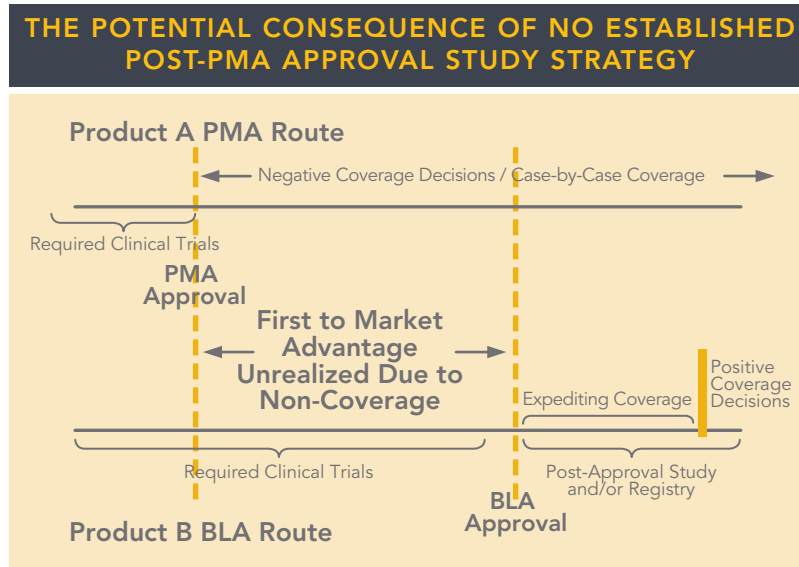 THE POTENTIAL CONSEQUENCE OF NO ESTABLISHED
POST-PMA APPROVAL STUDY STRATEGY
Product A PMA Route
Negative Coverage Decisions / Case-by-Case Coverage
Required Clinical Trials
PMA
Approval
First to Market
Advantage
Unrealized Due to
Non-Coverage
Positive
Coverage
Decisions
Expediting Coverage
Required Clinical Trials
Post-Approval Study
and/or Registry
BLA
Approval
Product B BLA Route